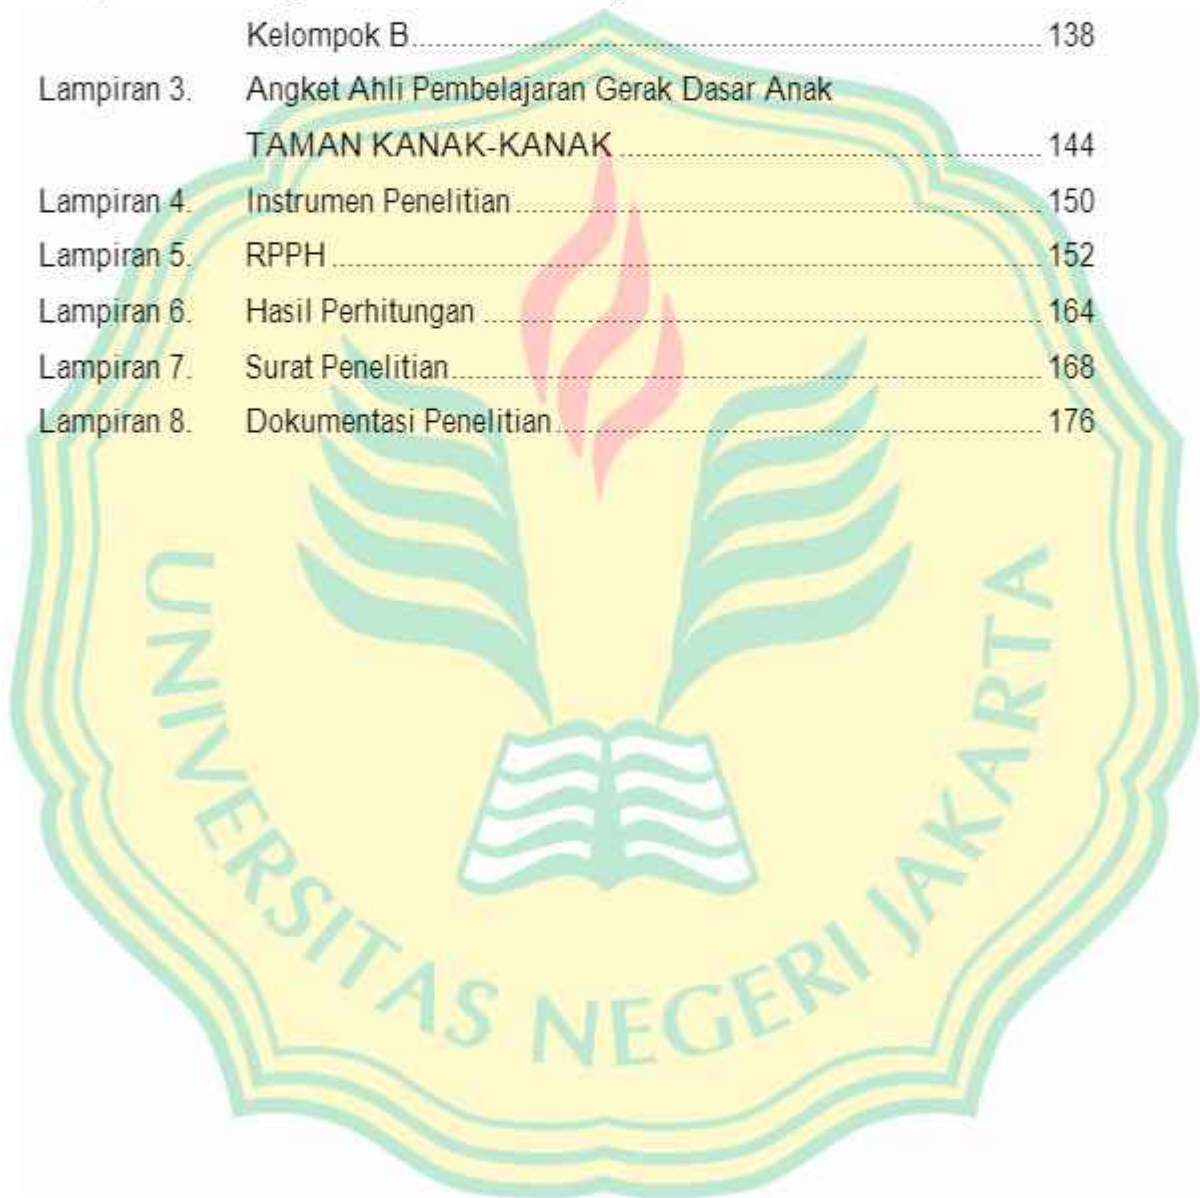 Kelompok B.......... 138
Lampiran 3. Angket Ahli Pembelajaran Gerak Dasar Anak
TAMAN KANAK-KANAK .......... 144
Lampiran 4. Instrumen Penelitian .......... 150
Lampiran 5. RPPH .......... 152
Lampiran 6. Hasil Perhitungan .......... 164
Lampiran 7. Surat Penelitian .......... 168
Lampiran 8. Dokumentasi Penelitian .......... 176
UNIVERSITAS NEGERI JAKARTA